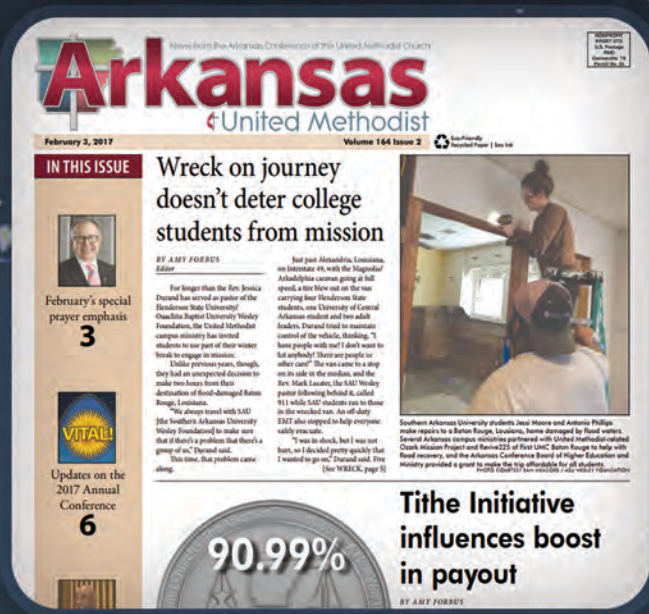 News from the Arkansas Conference of the United Methodist Church
Arkansas
United Methodist
NONPROFIT
PRSRT STD
U.S. Postage
PAID
February 3, 2017
Volume 164 Issue 2
Eco-Friendly
Recycled Paper | Soy Ink
IN THIS ISSUE
February's special
prayer emphasis
3
VITAL!
Updates on the
2017 Annual
Conference
6
Wreck on journey
doesn't deter college
students from mission
BY AMY FORBUS
Editor
For longer than the Rev. Jessica
Durand has served as pastor of the
Henderson State University/
Ouachita Baptist University Wesley
Foundation, the United Methodist
campus ministry has invited
students to use part of their winter
break to engage in mission.
Unlike previous years, though,
they had an unexpected decision to
make two hours from their
destination of flood-damaged Baton
Rouge, Louisiana.
"We always travel with SAU
[the Southern Arkansas University
Wesley Foundation] to make sure
that if there's a problem that there's a
group of us," Durand said.
This time, that problem came
along.
Just past Alexandria, Louisiana,
on Interstate 49, with the Magnolia/
Arkadelphia caravan going at full
speed, a tire blew out on the van
carrying four Henderson State
students, one University of Central
Arkansas student and two adult
leaders. Durand tried to maintain
control of the vehicle, thinking, "I
have people with me! I don't want to
hit anybody! There are people in
other cars!" The van came to a stop
on its side in the median, and the
Rev. Mark Lasater, the SAU Wesley
pastor following behind it, called
911 while SAU students ran to those
in the wrecked van. An off-duty
EMT also stopped to help everyone
safely evacuate.
"I was in shock, but I was not
hurt, so I decided pretty quickly that
I wanted to go on," Durand said. Five
[See WRECK, page 5]
Southern Arkansas University students Jessi Moore and Antonio Phillips
make repairs to a Baton Rouge, Lousiana, home damaged by flood waters.
Several Arkansas campus ministries partnered with United Methodist-related
Ozark Mission Project and Revive225 of First UMC Baton Rouge to help with
flood recovery, and the Arkansas Conference Board of Higher Education and
Ministry provided a grant to make the trip affordable for all students.
PHOTO COURTESY SAM MEADORS / ASU WESLEY FOUNDATION
90.99%
Tithe Initiative
influences boost
in payout
BY AMY FORBUS